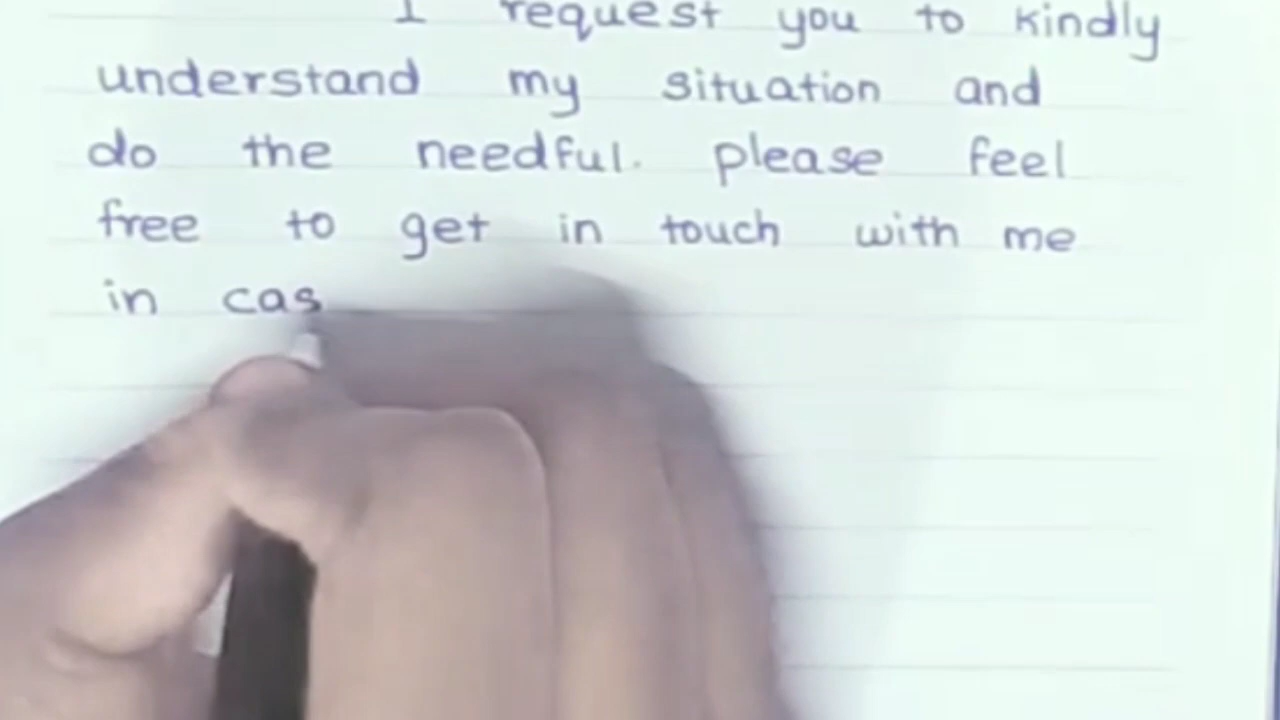 I request you to kindly
understand my situation and
do the needful. please feel
free to get in touch with me
in cas